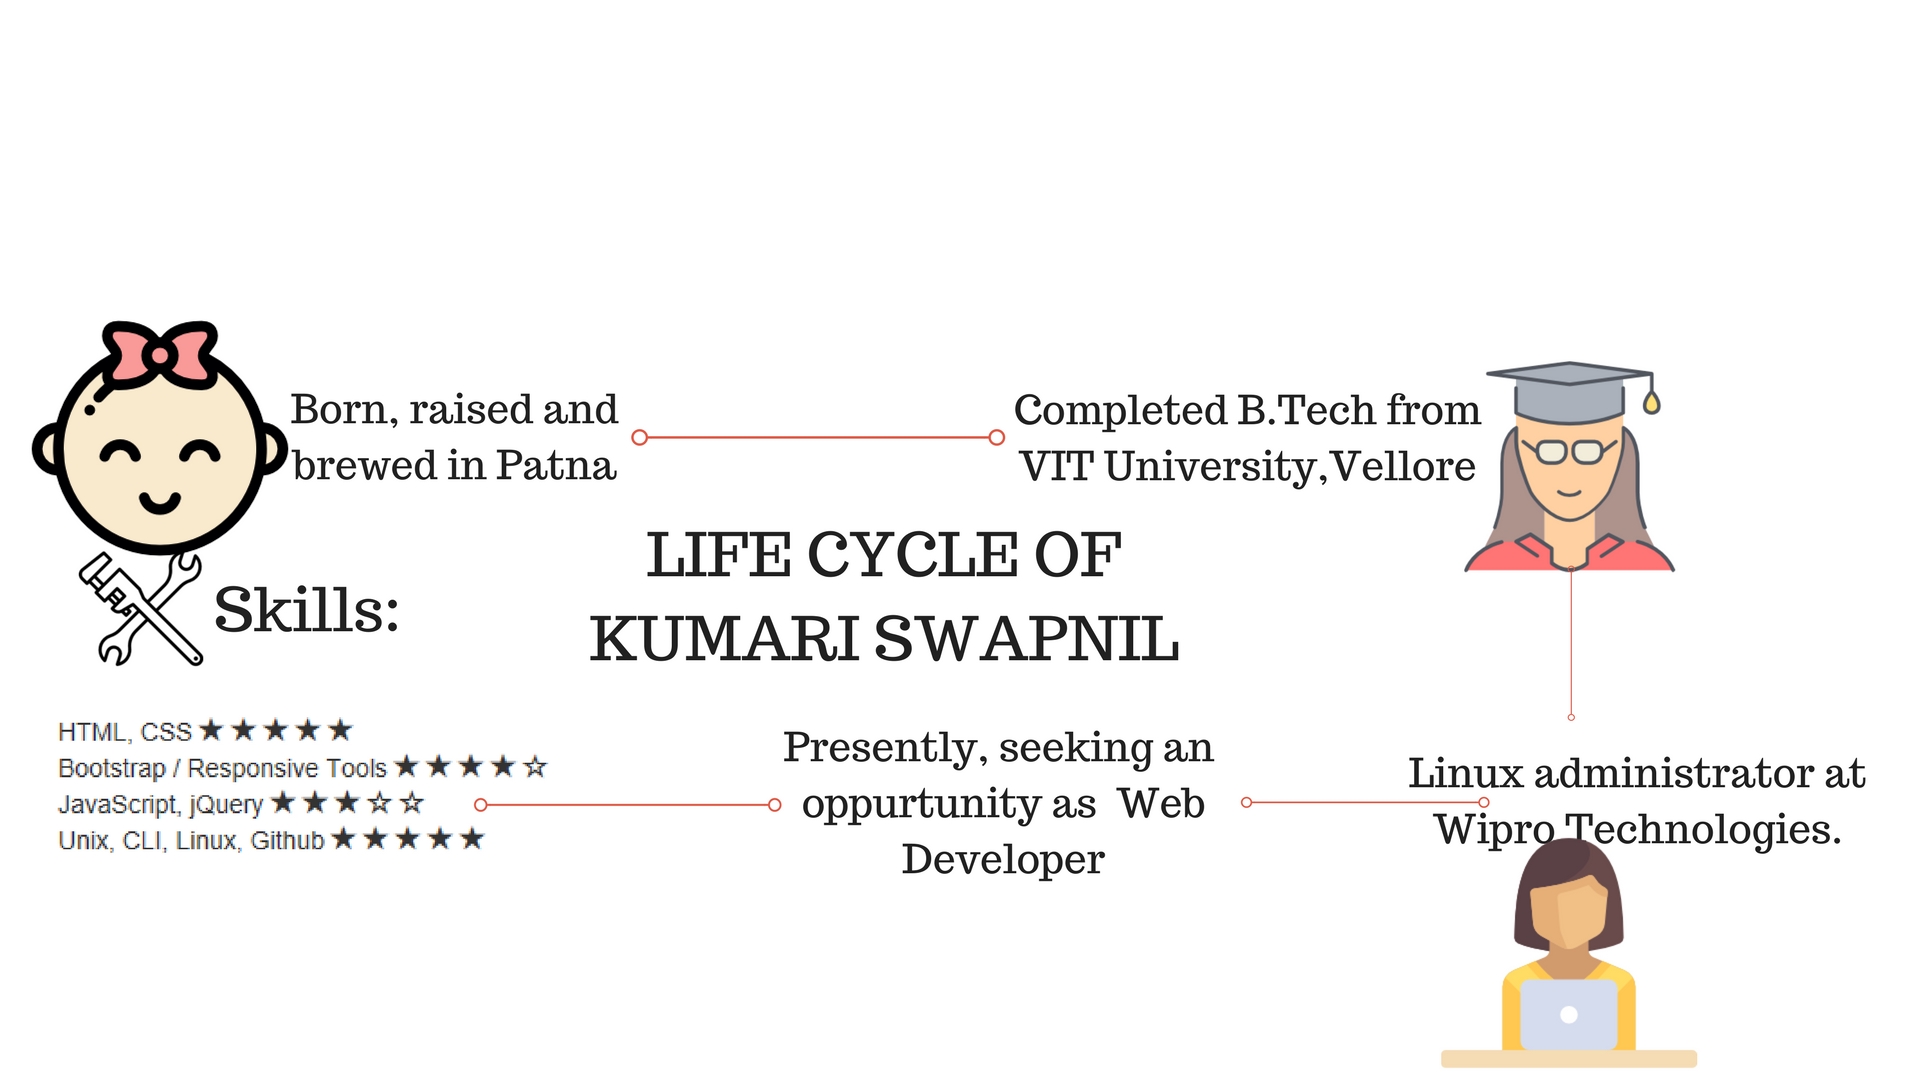 Born, raised and
brewed in Patna
Completed B.Tech from
VIT University,Vellore
LIFE CYCLE OF
KUMARI SWAPNIL
Skills:
HTML, CSS ★★★★★
Bootstrap / Responsive Tools ★★★★☆
JavaScript, jQuery ★★★☆☆
Unix, CLI, Linux, Github ★★★★★
Presently, seeking an
oppurtunity as  Web
Developer
Linux administrator at
Wipro Technologies.